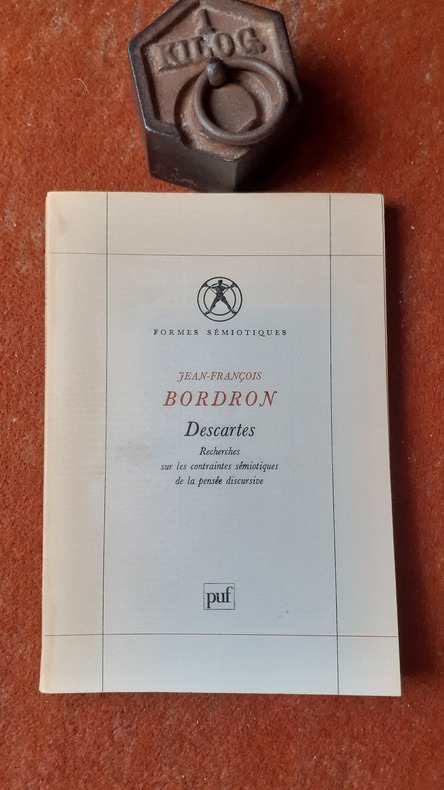 1
KILOG
FORMES SÉMIOTIQUES
JEAN-FRANÇOIS
BORDRON
Descartes
Recherches
sur les contraintes sémiotiques
de la pensée discursive
puf